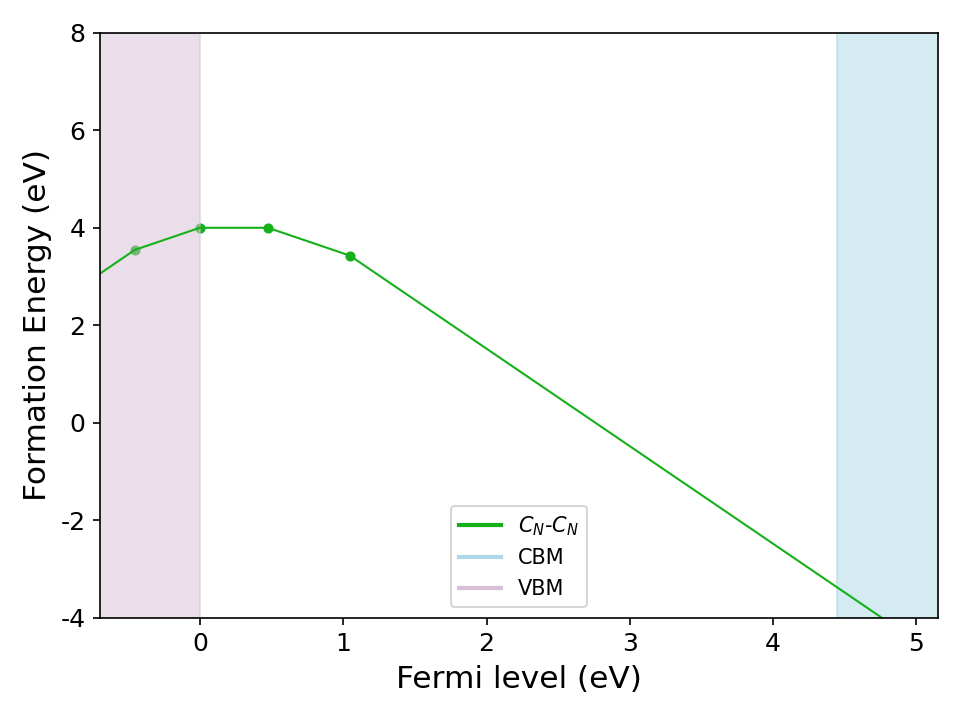 8
6
4
2
0
-2
-4
Formation Energy (eV)
C_N-C_N
CBM
VBM
0 1 2 3 4 5
Fermi level (eV)